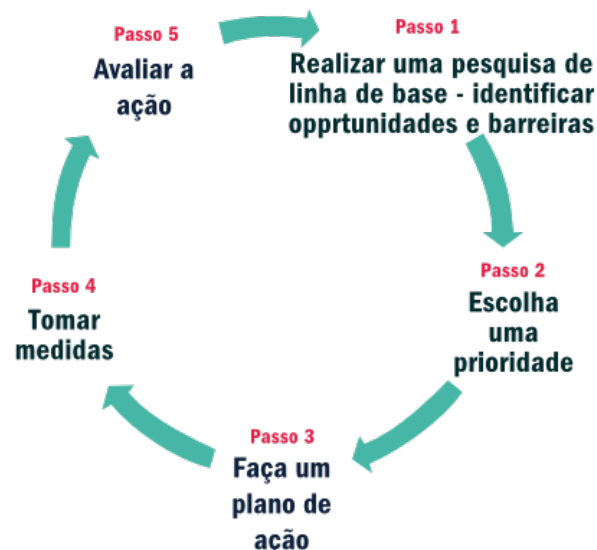 Passo 1
Realizar uma pesquisa de
linha de base - identificar
opprtunidades e barreiras
Passo 2
Escolha
uma
prioridade
Passo 3
Faça um
plano de
ação
Passo 4
Tomar
medidas
Passo 5
Avaliar a
ação